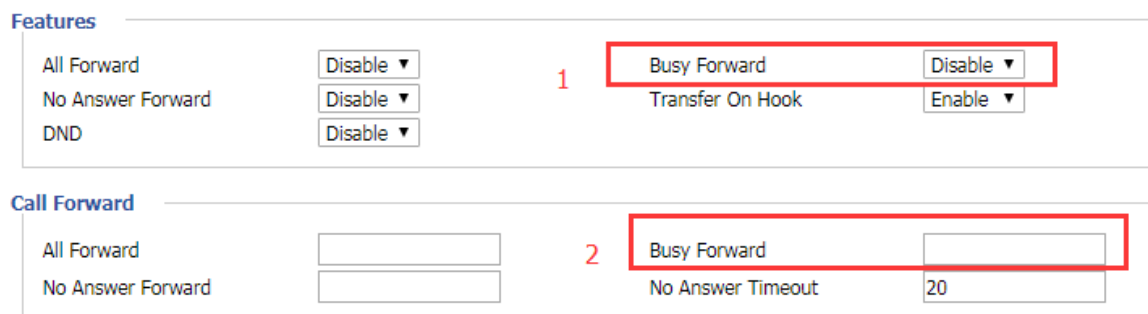 Features
All Forward Disable ▼ 1 Busy Forward Disable ▼
No Answer Forward Disable ▼ Transfer On Hook Enable ▼
DND Disable ▼
Call Forward
All Forward 2 Busy Forward
No Answer Forward No Answer Timeout 20